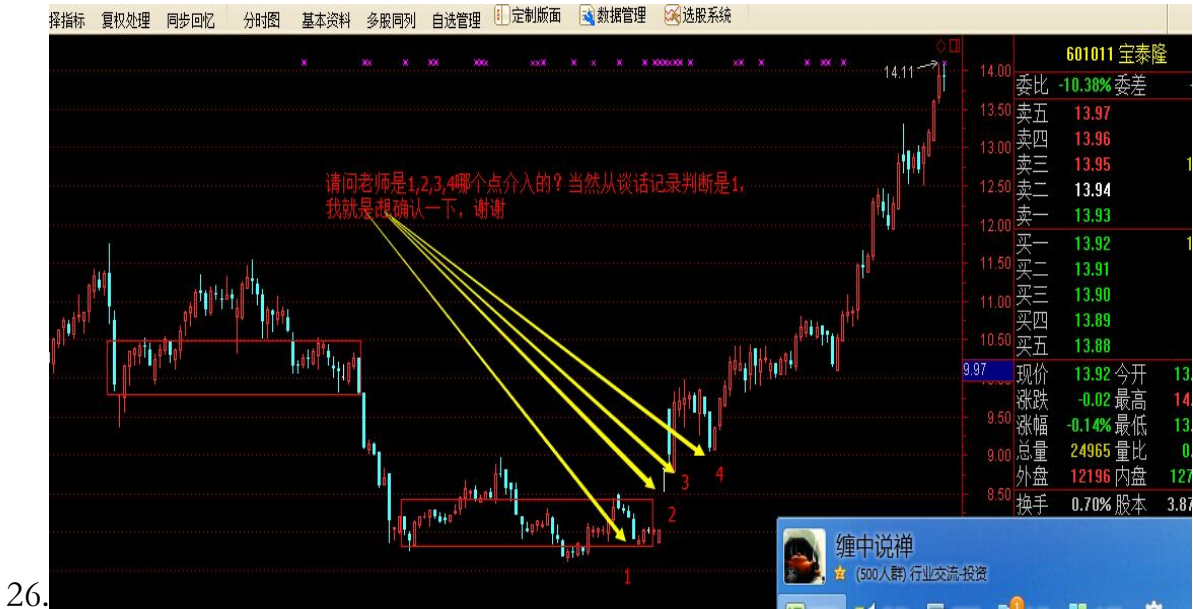 择指标 复权处理 同步回忆 分时图 基本资料 多股同列 自选管理 定制版面 数据管理 选股系统
601011 宝泰隆
14.11
14.00
委比 -10.38% 委差
13.50
卖五 13.97
卖四 13.96
13.00
卖三 13.95 1
请问老师是1,2,3,4哪个点介入的？当然从谈话记录判断是1,
我就是想确认一下，谢谢
12.50
卖二 13.94
卖一 13.93
12.00
买一 13.92 1
11.50
买二 13.91
11.00
买三 13.90
买四 13.89
10.50
买五 13.88
9.97
现价 13.92 今开 13.
涨跌 -0.02 最高 14.
9.50
涨幅 -0.14% 最低 13.
9.00
总量 24965 量比 0.
外盘 12196 内盘 127
8.50
换手 0.70% 股本 3.87
4
3
2
1
缠中说禅
(500人群) 行业交流-投资
26.